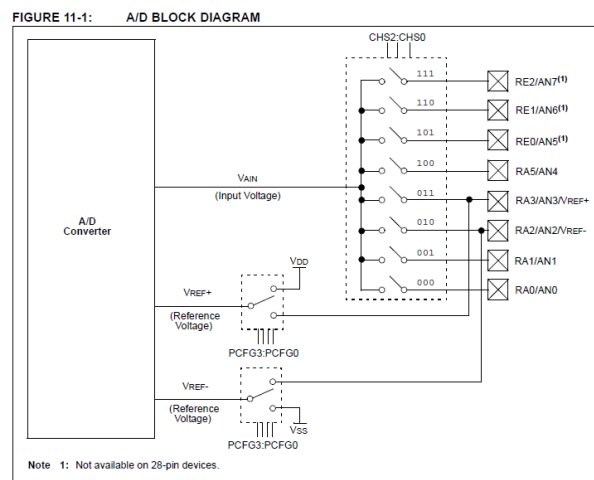 FIGURE 11-1: A/D BLOCK DIAGRAM
CHS2:CHS0
111 RE2/AN7(1)
110 RE1/AN6(1)
101 RE0/AN5(1)
100 RA5/AN4
VAIN
(Input Voltage)
011 RA3/AN3/VREF+
010 RA2/AN2/VREF-
A/D
Converter
001 RA1/AN1
VDD
000 RA0/AN0
VREF+
(Reference
Voltage)
PCFG3:PCFG0
VREF-
(Reference
Voltage)
VSS
PCFG3:PCFG0
Note 1: Not available on 28-pin devices.